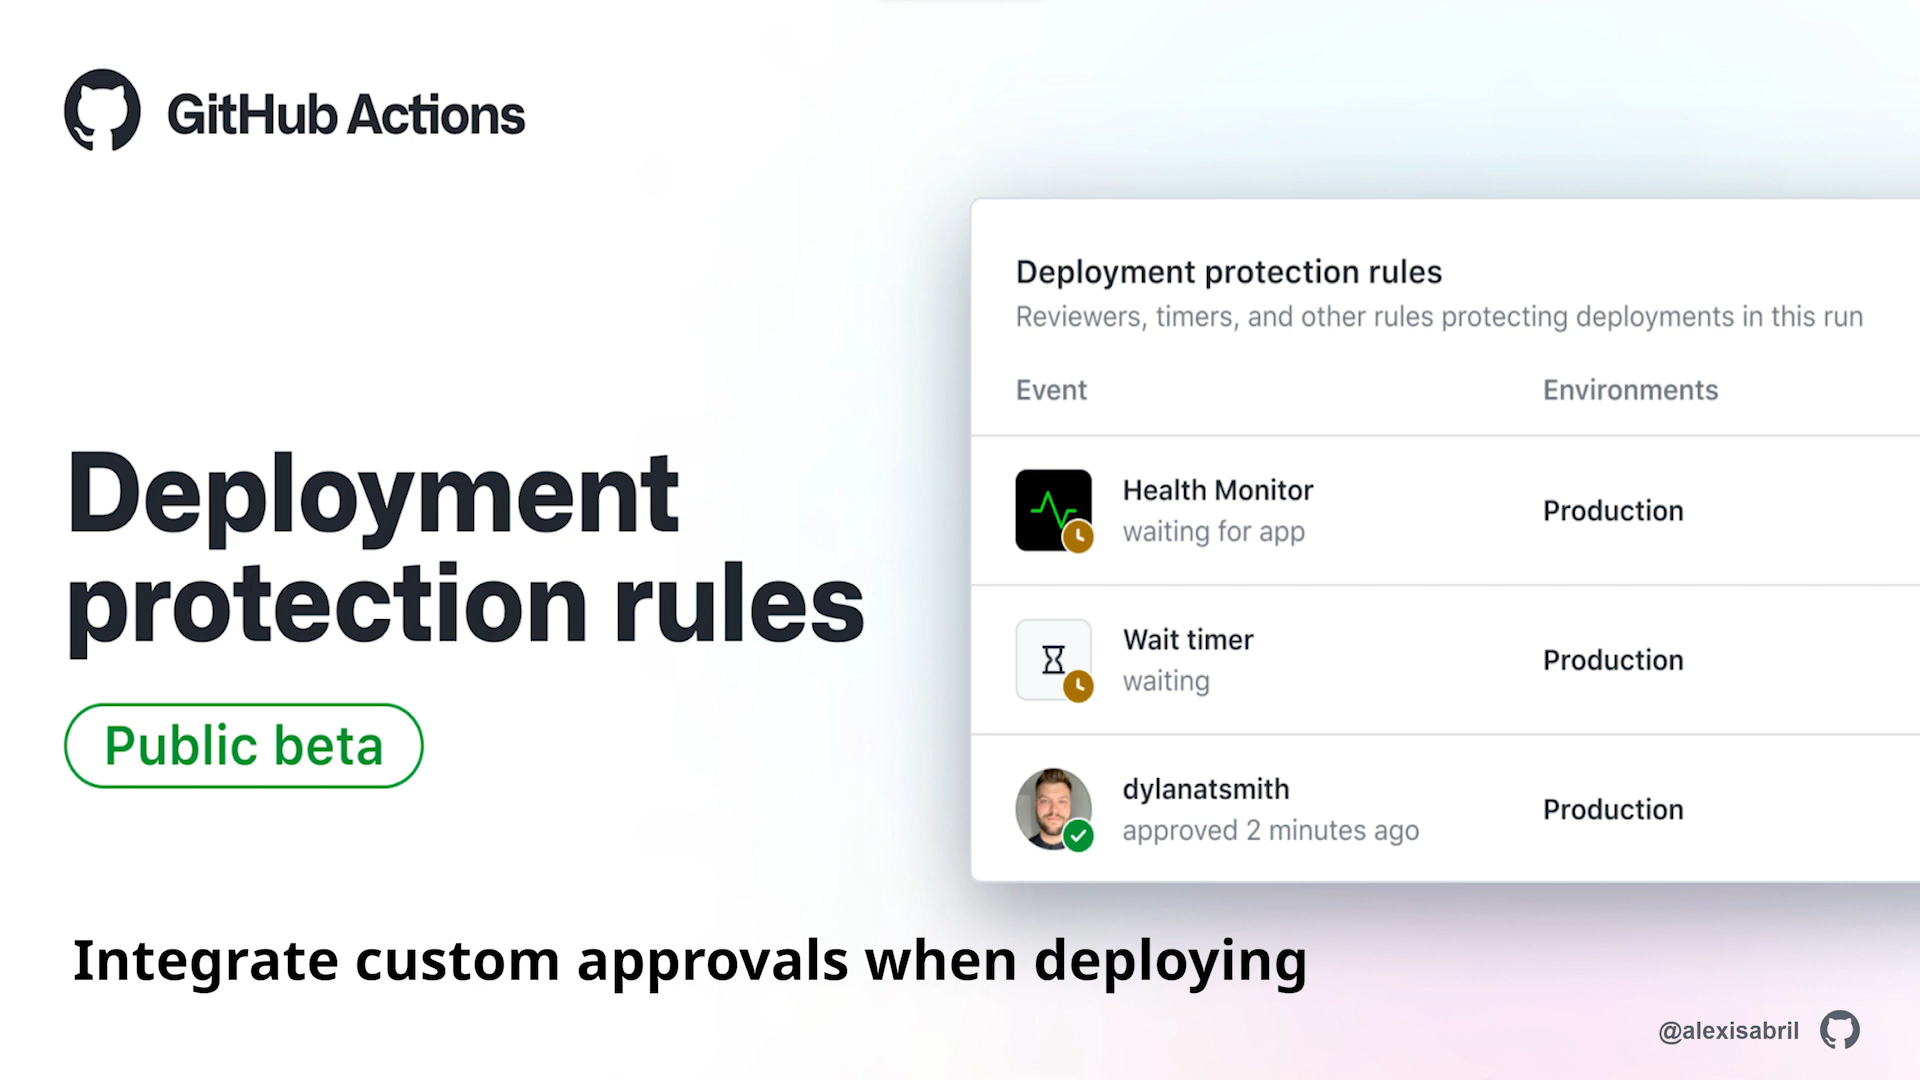 GitHub Actions
Deployment
protection rules
Public beta
Deployment protection rules
Reviewers, timers, and other rules protecting deployments in this run
Event Environments
Health Monitor
waiting for app
Production
Wait timer
waiting
Production
dylanatsmith
approved 2 minutes ago
Production
Integrate custom approvals when deploying
@alexisabril